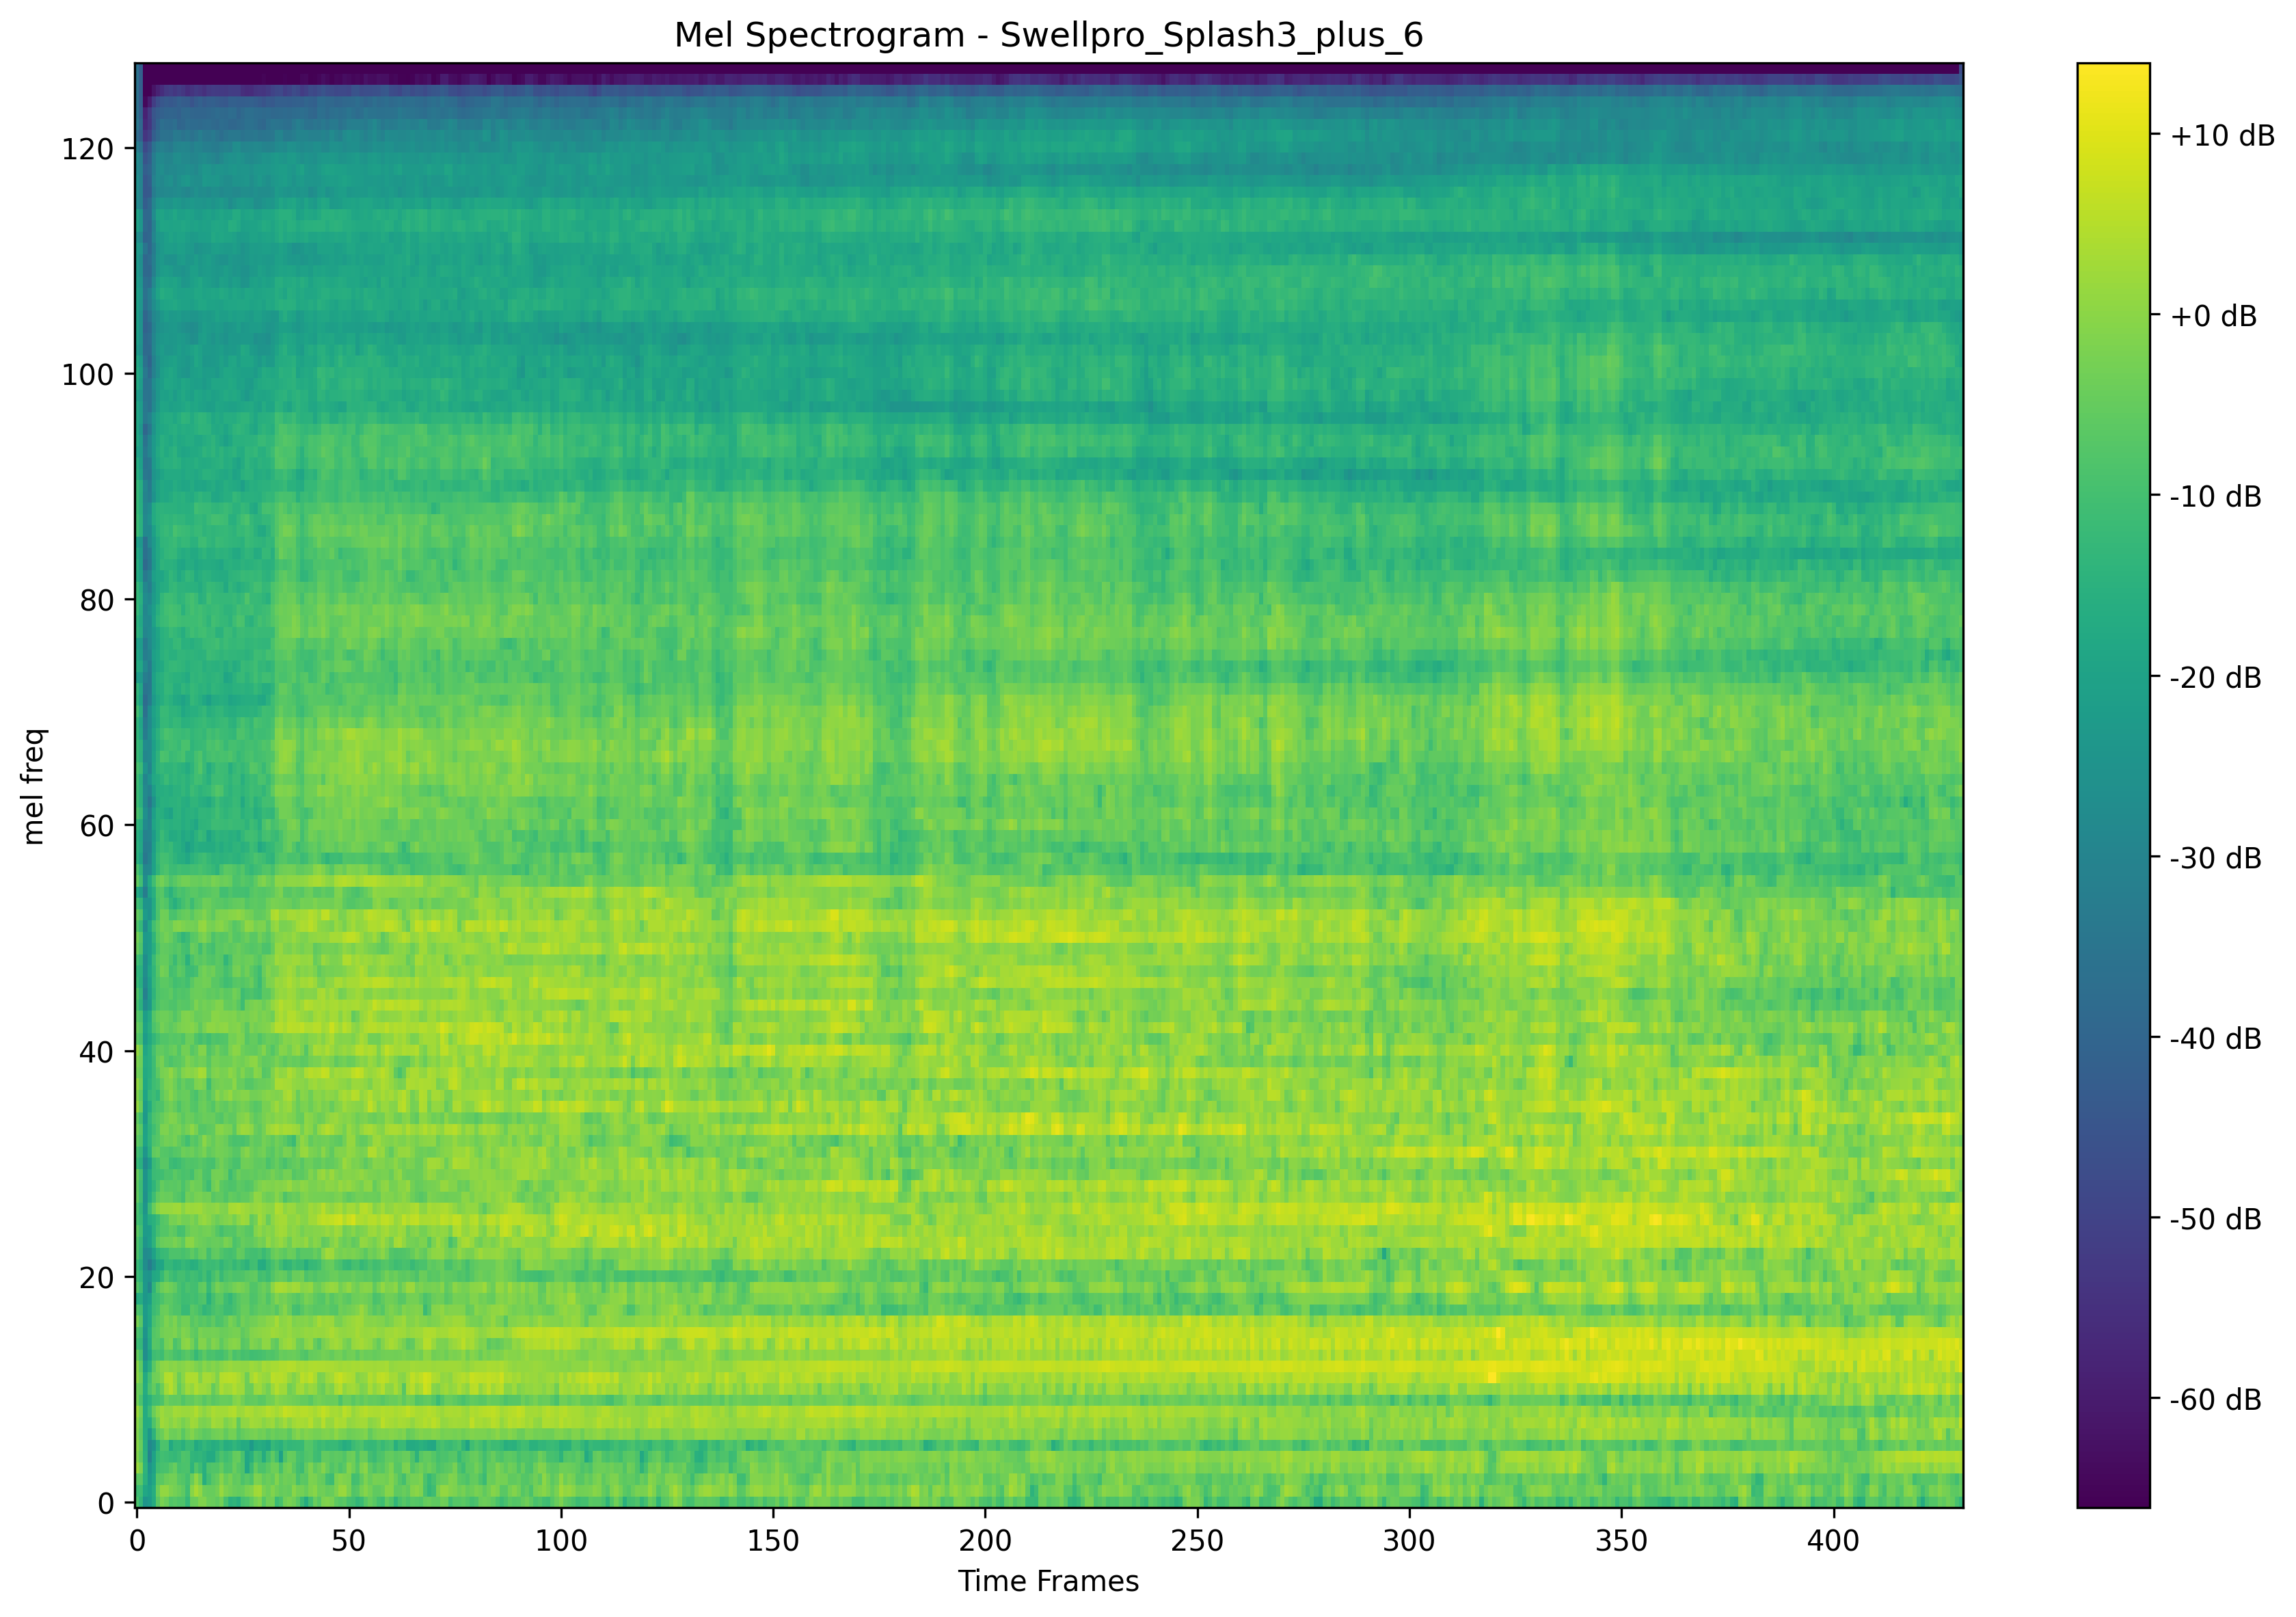 Mel Spectrogram - Swellpro_Splash3_plus_6
mel freq
120
100
80
60
40
20
0
0 50 100 150 200 250 300 350 400
Time Frames
+10 dB
+0 dB
-10 dB
-20 dB
-30 dB
-40 dB
-50 dB
-60 dB